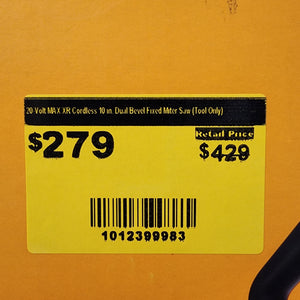 20 Volt MAX XR Cordless 10 in. Dual Bevel Fixed Miter Saw (Tool Only)
$279
Retail Price
$429
1012399983